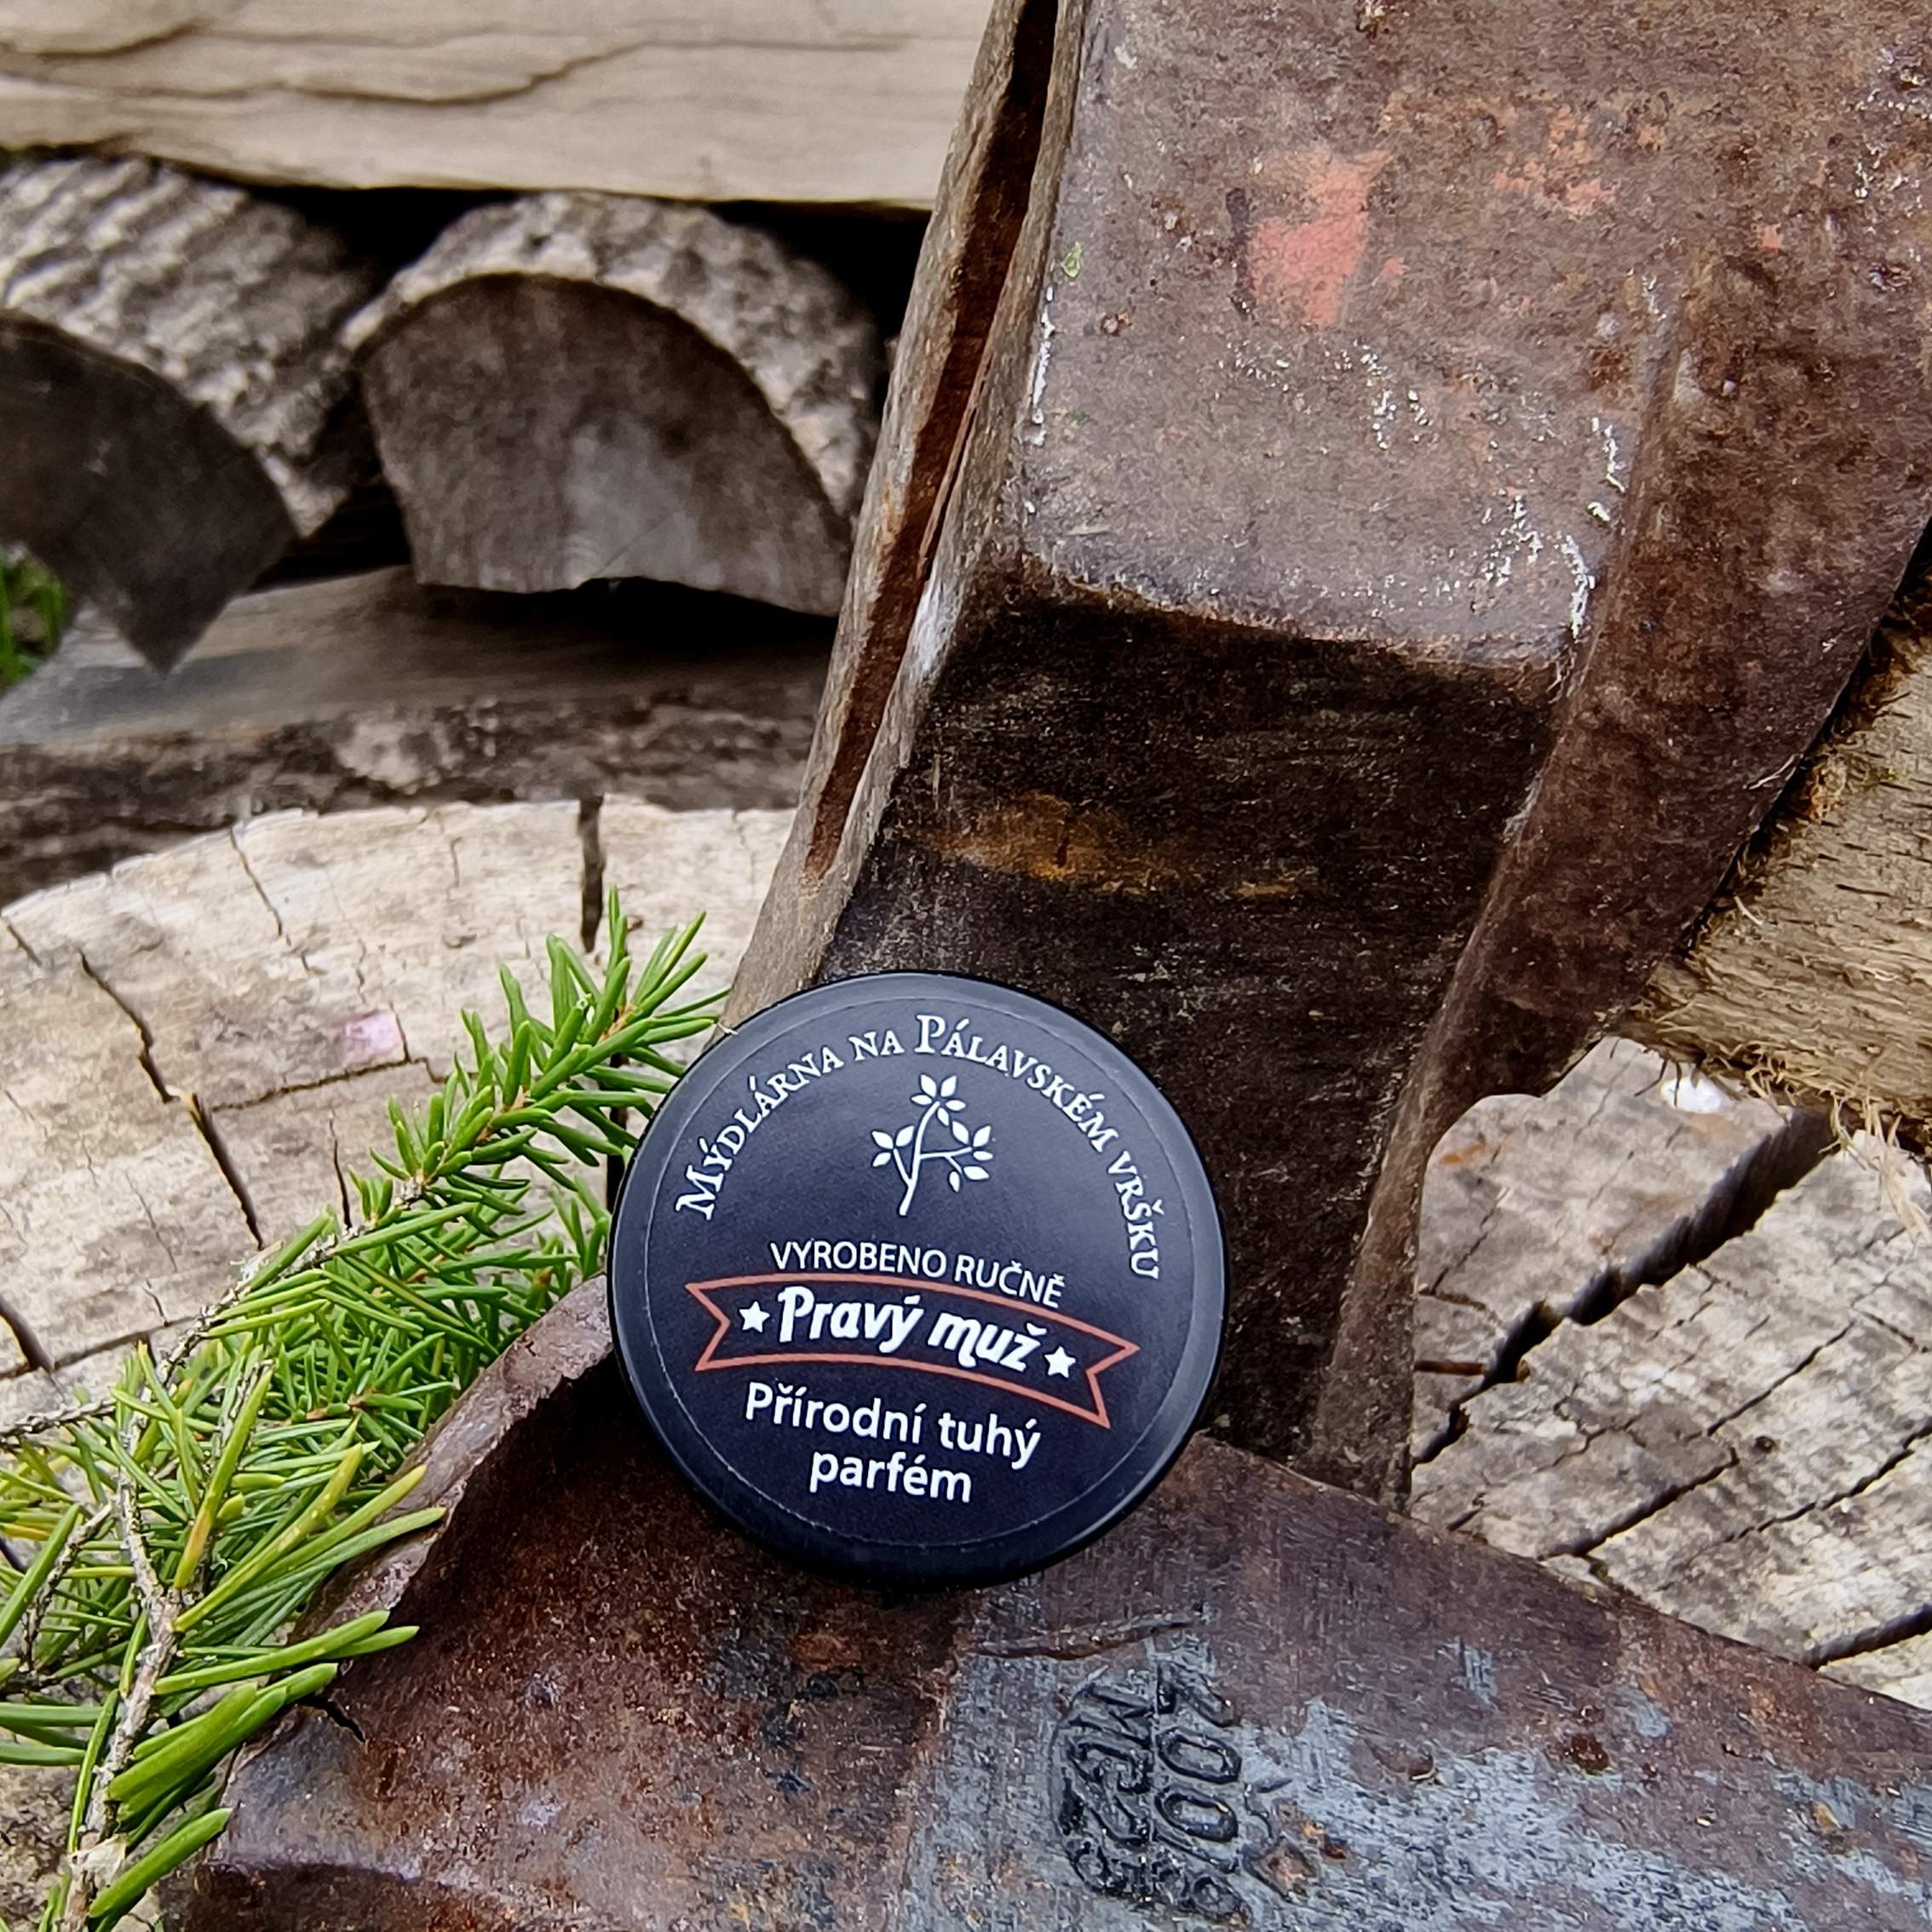 Mýdlárna na Pálavském vršku
VYROBENO RUČNĚ
Pravý muž
Přírodní tuhý
parfém